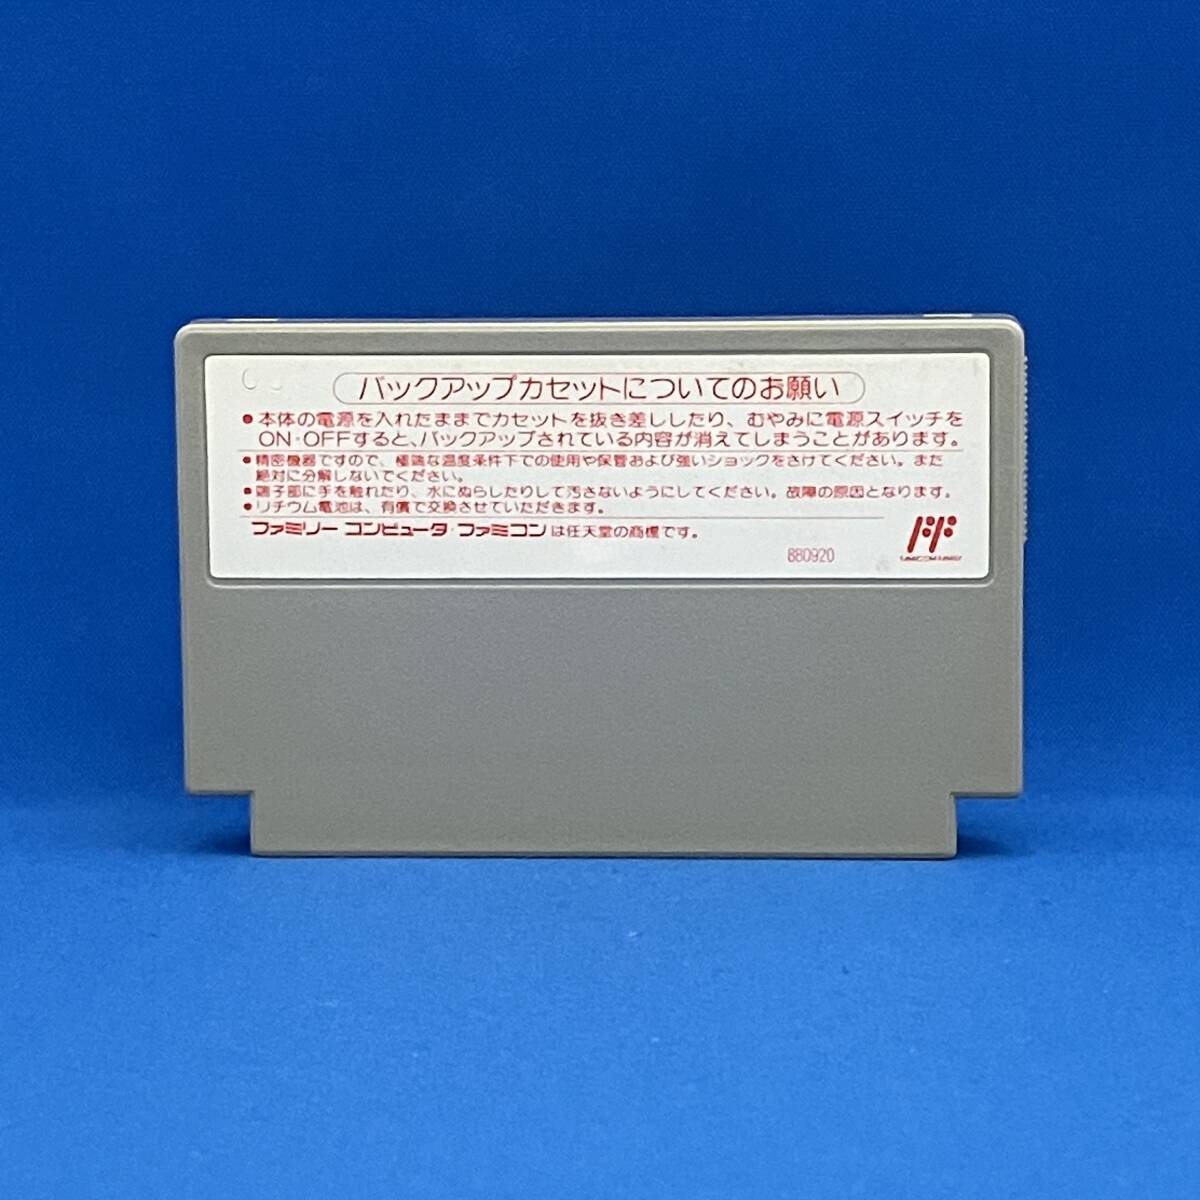 バックアップカセットについてのお願い
●本体の電源を入れたままでカセットを抜き差ししたり、むやみに電源スイッチを
ON・OFFすると、バックアップされている内容が消えてしまうことがあります。
●精密機器ですので、極端な温度条件下での使用や保管および強いショックをさけてください。また
絶対に分解しないでください。
●端子部に手を触れたり、水にぬらしたりして汚さないようにしてください。故障の原因となります。
●リチウム電池は、有償で交換させていただきます。
ファミリー コンピュータ・ファミコンは任天堂の商標です。
880920